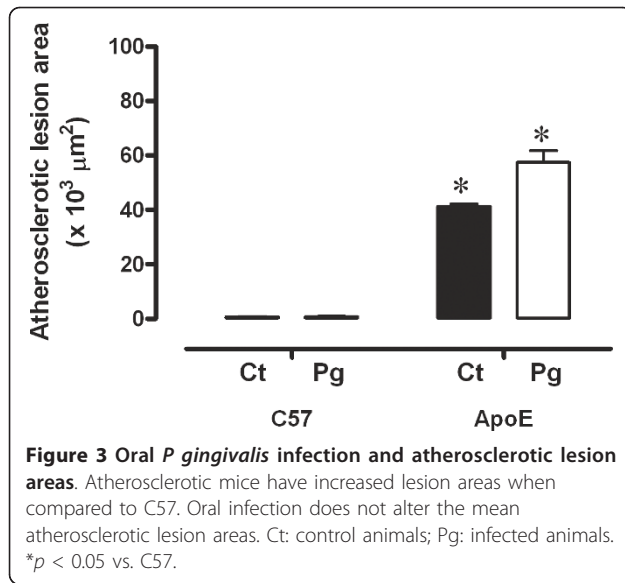 Atherosclerotic lesion area
(x 10³ μm²)
100
80
60
40
20
0
* *
Ct Pg Ct Pg
C57 ApoE
Figure 3 Oral P gingivalis infection and atherosclerotic lesion
areas. Atherosclerotic mice have increased lesion areas when
compared to C57. Oral infection does not alter the mean
atherosclerotic lesion areas. Ct: control animals; Pg: infected animals.
*p < 0.05 vs. C57.